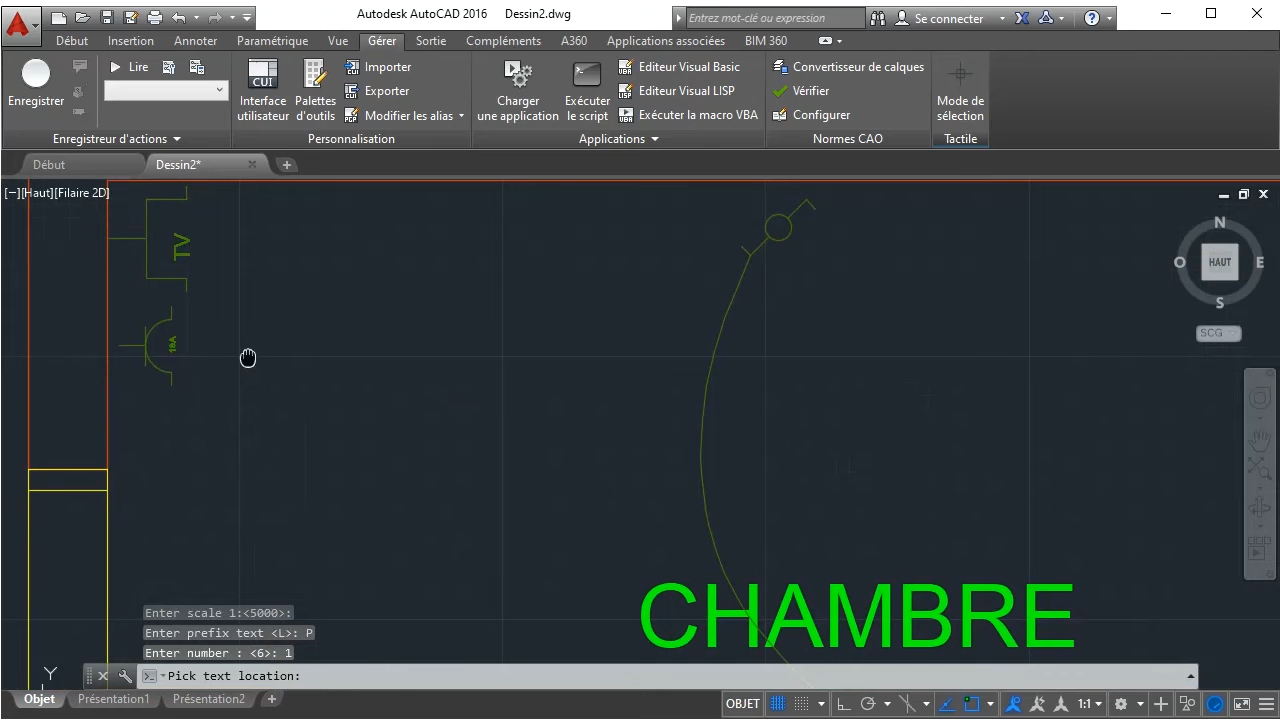 Autodesk AutoCAD 2016 Dessin2.dwg
Entrez mot-clé ou expression
Se connecter
Début Insertion Annoter Paramétrique Vue Gérer Sortie Compléments A360 Applications associées BIM 360
Enregistrer
Lire
Enregistreur d'actions
CUI
Interface utilisateur
Palettes d'outils
Importer
Exporter
Modifier les alias
Personnalisation
Charger une application
Exécuter le script
Editeur Visual Basic
Editeur Visual LISP
Exécuter la macro VBA
Applications
Convertisseur de calques
Vérifier
Configurer
Normes CAO
Mode de sélection
Tactile
Début Dessin2*
[−][Haut][Filaire 2D]
TV
N
O HAUT E
S
SCG
CHAMBRE
Enter scale 1:<5000>:
Enter prefix text <L>: P
Enter number : <6>: 1
Pick text location:
Y
Objet Présentation1 Présentation2
OBJET 1:1